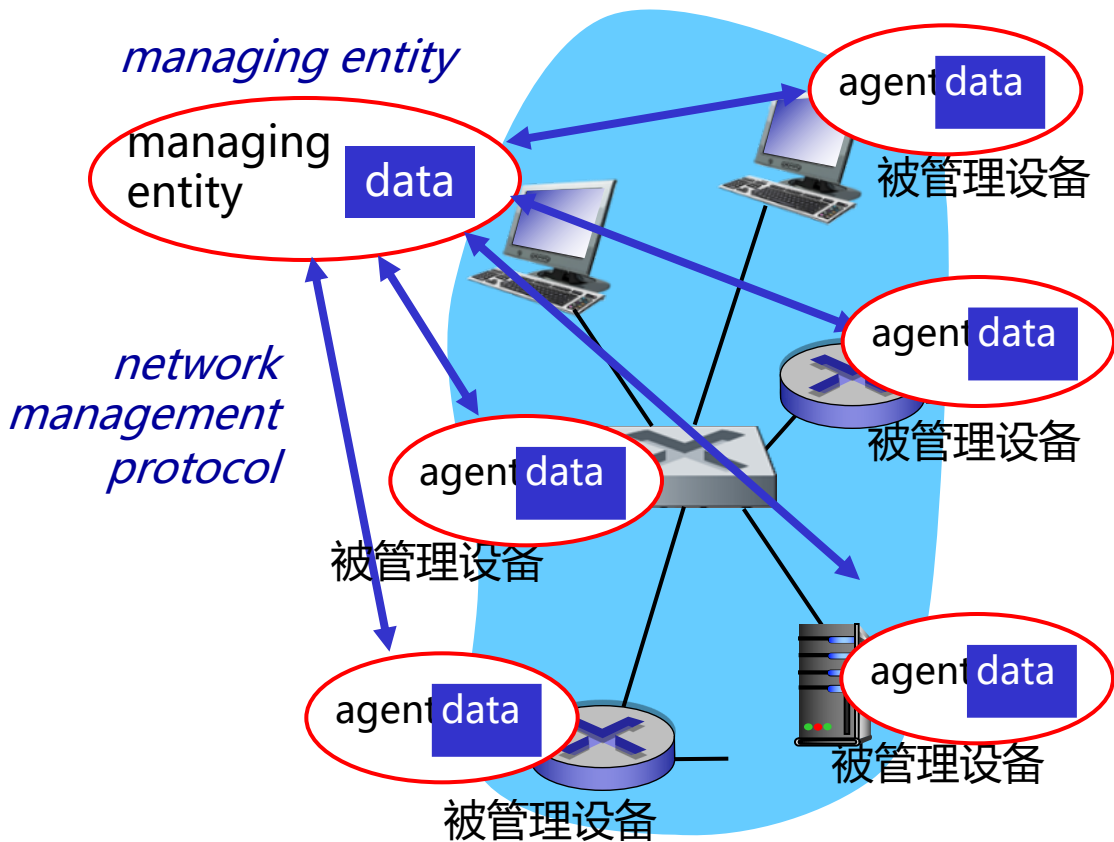 managing entity
managing
entity
data
agent data
被管理设备
agent data
被管理设备
network
management
protocol
agent data
被管理设备
agent data
被管理设备
agent data
被管理设备